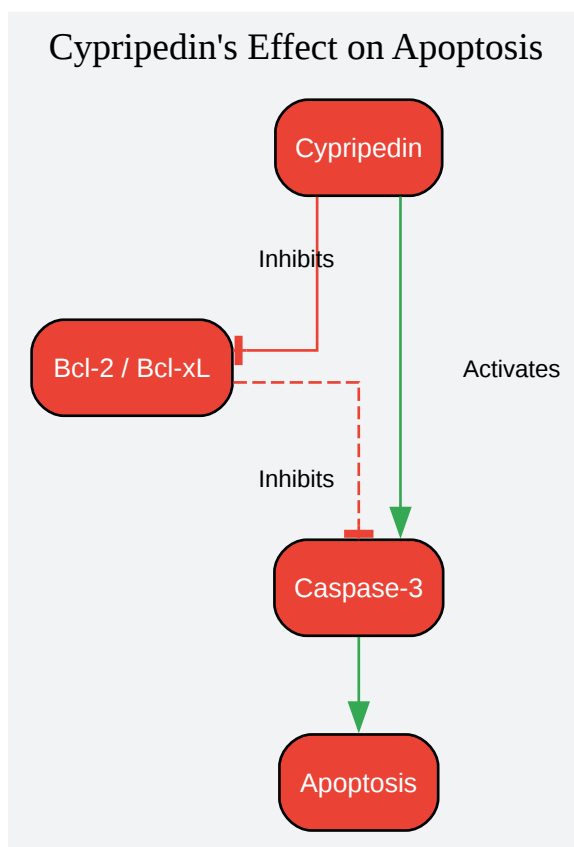 Cypripedin's Effect on Apoptosis
Cypripedin
Inhibits
Bcl-2 / Bcl-xL
Activates
Inhibits
Caspase-3
Apoptosis